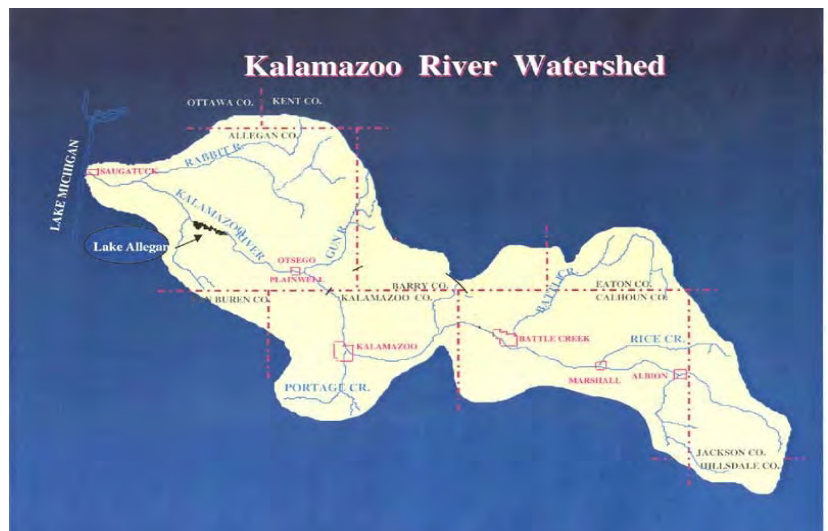 Kalamazoo River Watershed
OTTAWA CO. KENT CO.
ALLEGAN CO.
RABBIT R.
SAUGATUCK
LAKE MICHIGAN
KALAMAZOO RIVER
Lake Allegan
GUN R.
OTSEGO
PLAINWELL
BUREN CO.
KALAMAZOO CO.
BARRY CO.
BATTLE CR.
EATON CO.
CALHOUN CO.
KALAMAZOO
BATTLE CREEK
RICE CR.
PORTAGE CR.
MARSHALL
ALBION
JACKSON CO.
HILLSDALE CO.